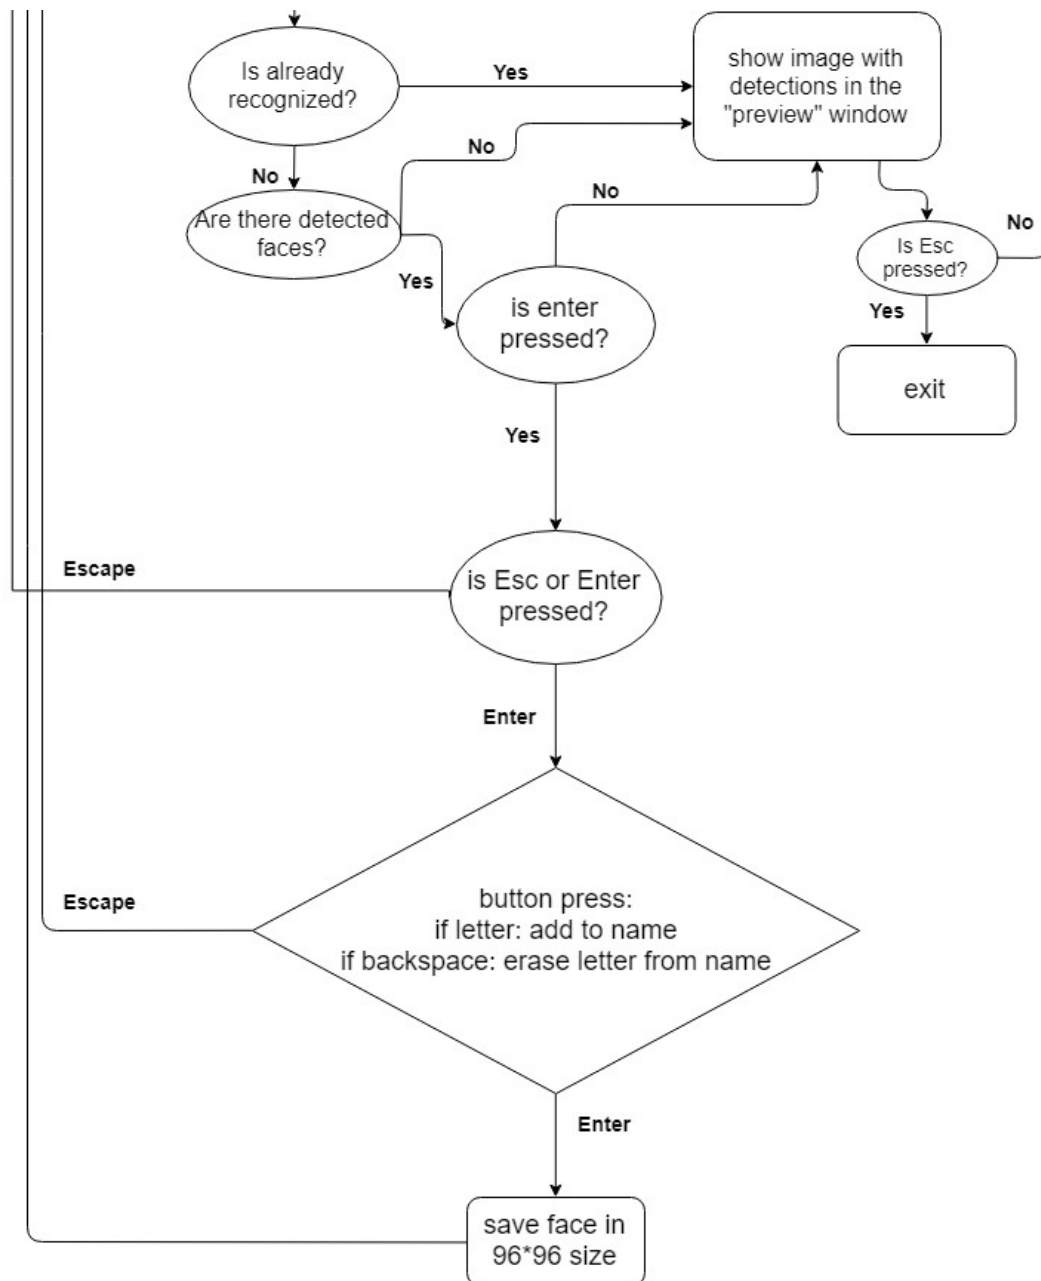 Is already
recognized?
Yes
show image with
detections in the
"preview" window
No
No
Are there detected
faces?
No
Is Esc
pressed?
No
Yes
is enter
pressed?
Yes
exit
Yes
Escape
is Esc or Enter
pressed?
Enter
Escape
button press:
if letter: add to name
if backspace: erase letter from name
Enter
save face in
96*96 size